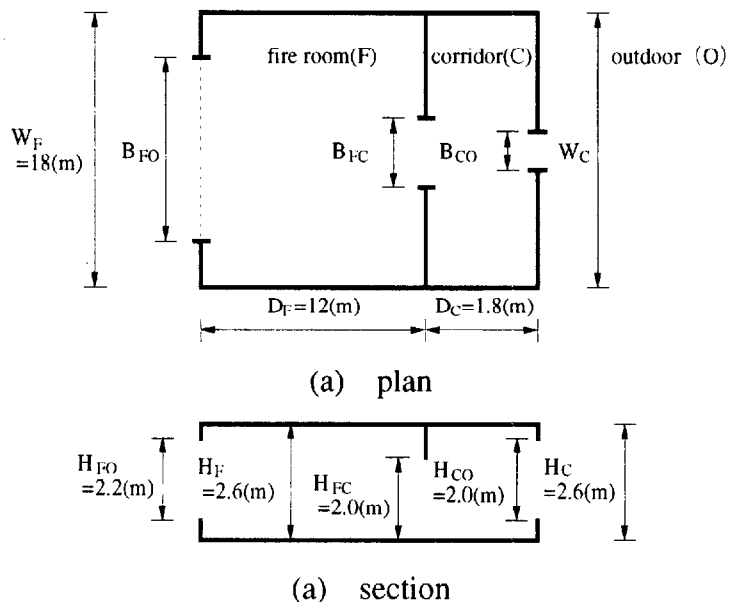 fire room(F)
corridor(C)
outdoor (O)
W_F
=18(m)
B_FO
B_FC
B_CO
W_C
D_F=12(m)
D_C=1.8(m)
(a) plan
H_FO
=2.2(m)
H_F
=2.6(m)
H_FC
=2.0(m)
H_CO
=2.0(m)
H_C
=2.6(m)
(a) section